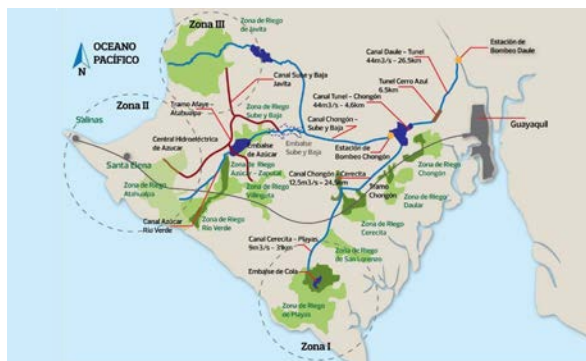 Zona III
Zona de Riego
de Javita
OCEANO
PACÍFICO
N
Zona II
Salinas
Santa Elena
Tramo Afaye -
Atahualpa
Canal Sube y Baja
Javita
Zona de Riego
Sube y Baja
Central Hidroeléctrica
de Azucar
Embalse
de Azúcar
Embalse
Sube y Baja
Canal Daule - Tunel
44m3/s - 26.5km
Estación de
Bombeo Daule
Tunel Cerro Azul
6.5km
Canal Tunel - Chongón
44m3/s - 4,6km
Canal Chongón -
Sube y Baja
Guayaquil
Estación de
Bombeo Chongón
Zona de Riego
Azúcar - Zapotal
Zona de Riego
Atahualpa
Zona de Riego
Villingota
Canal Chongón - Cerecita
Tramo
Chongón
Zona de Riego
Chongón
Zona de Riego
Daular
Zona de Riego
Cerecita
Canal Azúcar
Río Verde
Zona de Riego
Río Verde
Canal Cerecita - Playas
9m3/s - 31km
Zona de Riego
de San Lorenzo
Embalse de Cola
Zona de Riego
de Playas
Zona I